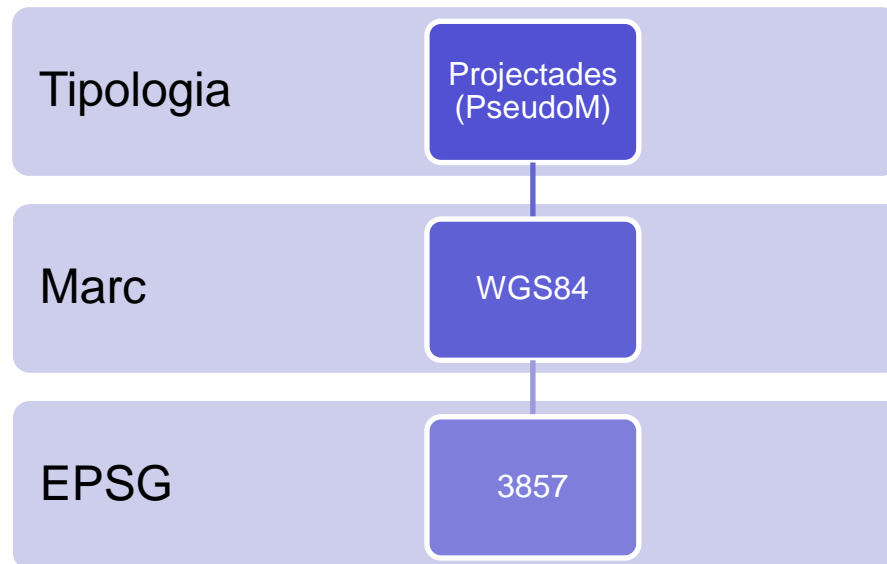 Tipologia
Projectades
(PseudoM)
Marc
WGS84
EPSG
3857